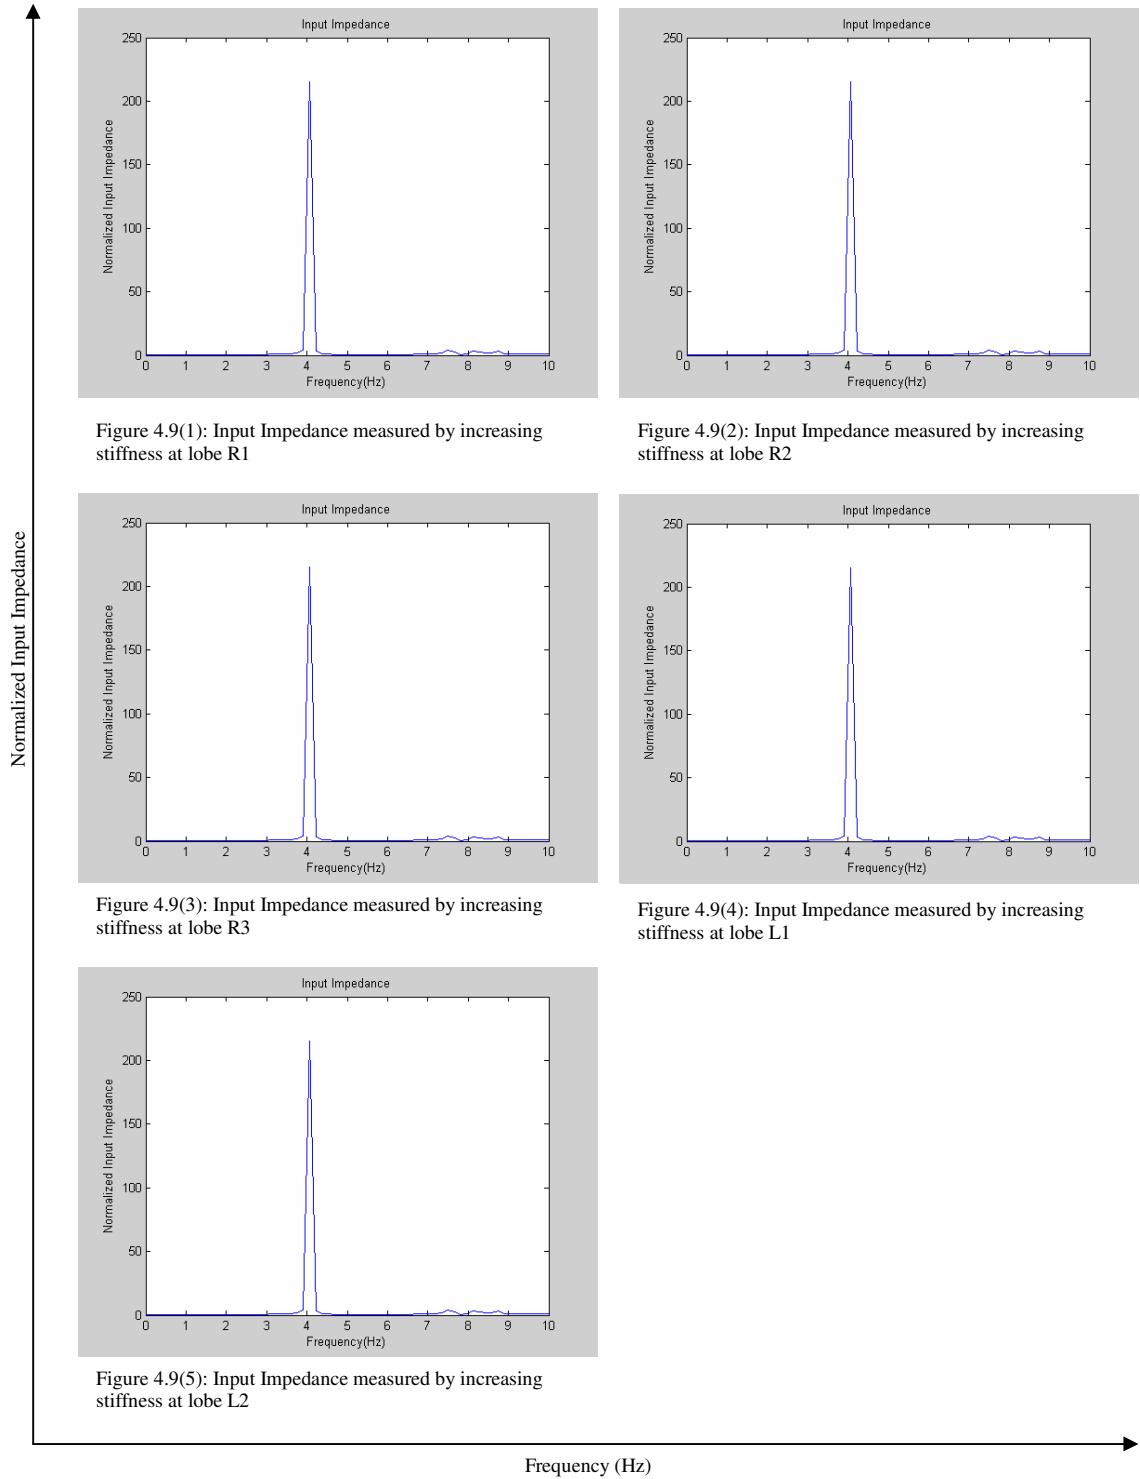 Input Impedance
250
200
150
100
50
0
Normalized Input Impedance
0 1 2 3 4 5 6 7 8 9 10
Frequency(Hz)
Figure 4.9(1): Input Impedance measured by increasing
stiffness at lobe R1
Input Impedance
250
200
150
100
50
0
Normalized Input Impedance
0 1 2 3 4 5 6 7 8 9 10
Frequency(Hz)
Figure 4.9(2): Input Impedance measured by increasing
stiffness at lobe R2
Input Impedance
250
200
150
100
50
0
Normalized Input Impedance
0 1 2 3 4 5 6 7 8 9 10
Frequency(Hz)
Figure 4.9(3): Input Impedance measured by increasing
stiffness at lobe R3
Input Impedance
250
200
150
100
50
0
Normalized Input Impedance
0 1 2 3 4 5 6 7 8 9 10
Frequency(Hz)
Figure 4.9(4): Input Impedance measured by increasing
stiffness at lobe L1
Input Impedance
250
200
150
100
50
0
Normalized Input Impedance
0 1 2 3 4 5 6 7 8 9 10
Frequency(Hz)
Figure 4.9(5): Input Impedance measured by increasing
stiffness at lobe L2
Normalized Input Impedance
Frequency (Hz)